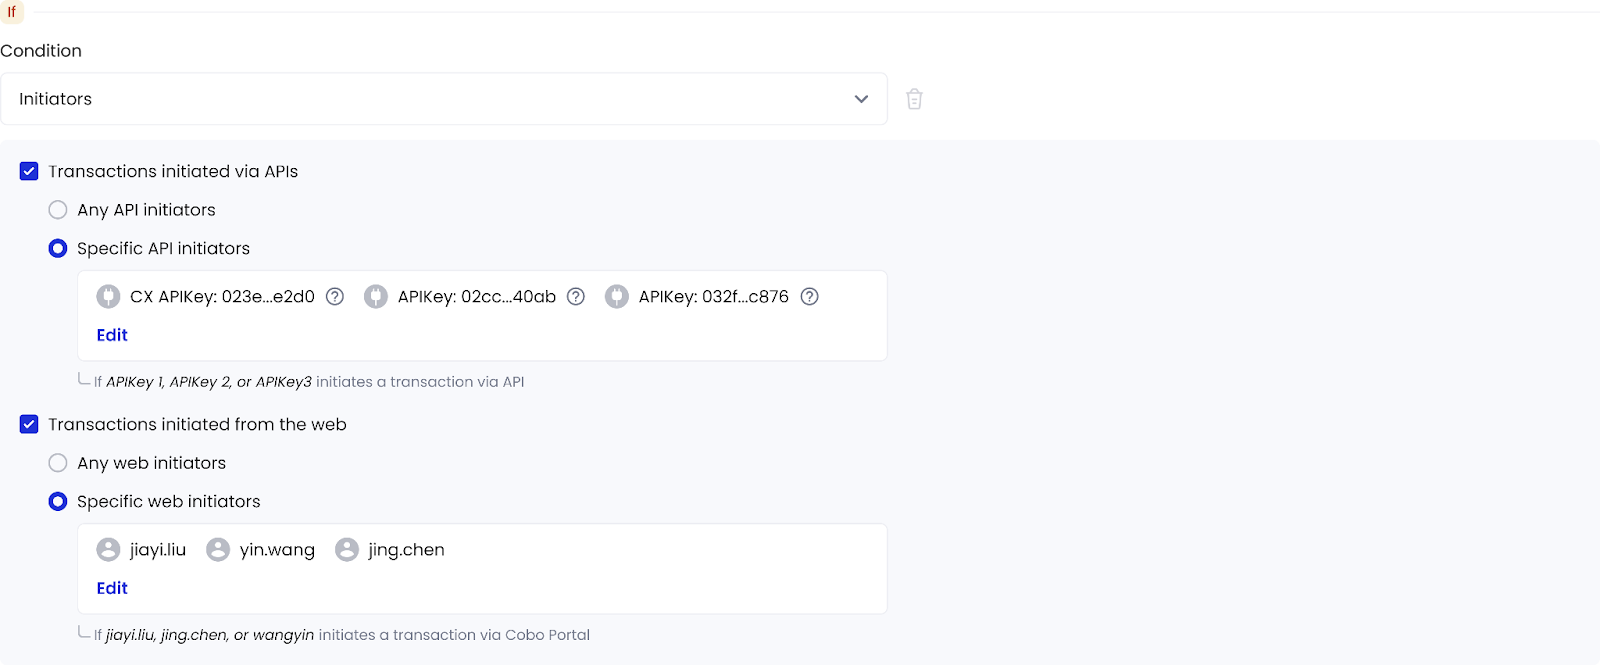 If
Condition
Initiators
Transactions initiated via APIs
Any API initiators
Specific API initiators
CX APIKey: 023e...e2d0 APIKey: 02cc...40ab APIKey: 032f...c876
Edit
If APIKey 1, APIKey 2, or APIKey3 initiates a transaction via API
Transactions initiated from the web
Any web initiators
Specific web initiators
jiayi.liu yin.wang jing.chen
Edit
If jiayi.liu, jing.chen, or wangyin initiates a transaction via Cobo Portal